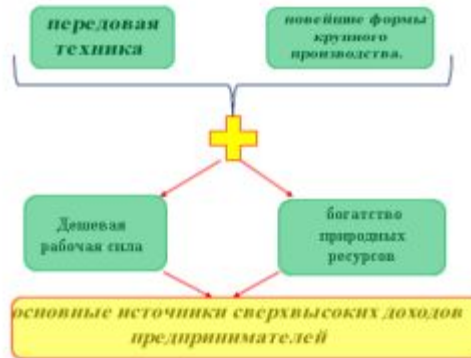 передовая
техника
новейшие формы
крупного
производства.
Дешевая
рабочая сила
богатство
природных
ресурсов
основные источники сверхвысоких доходов
предпринимателей